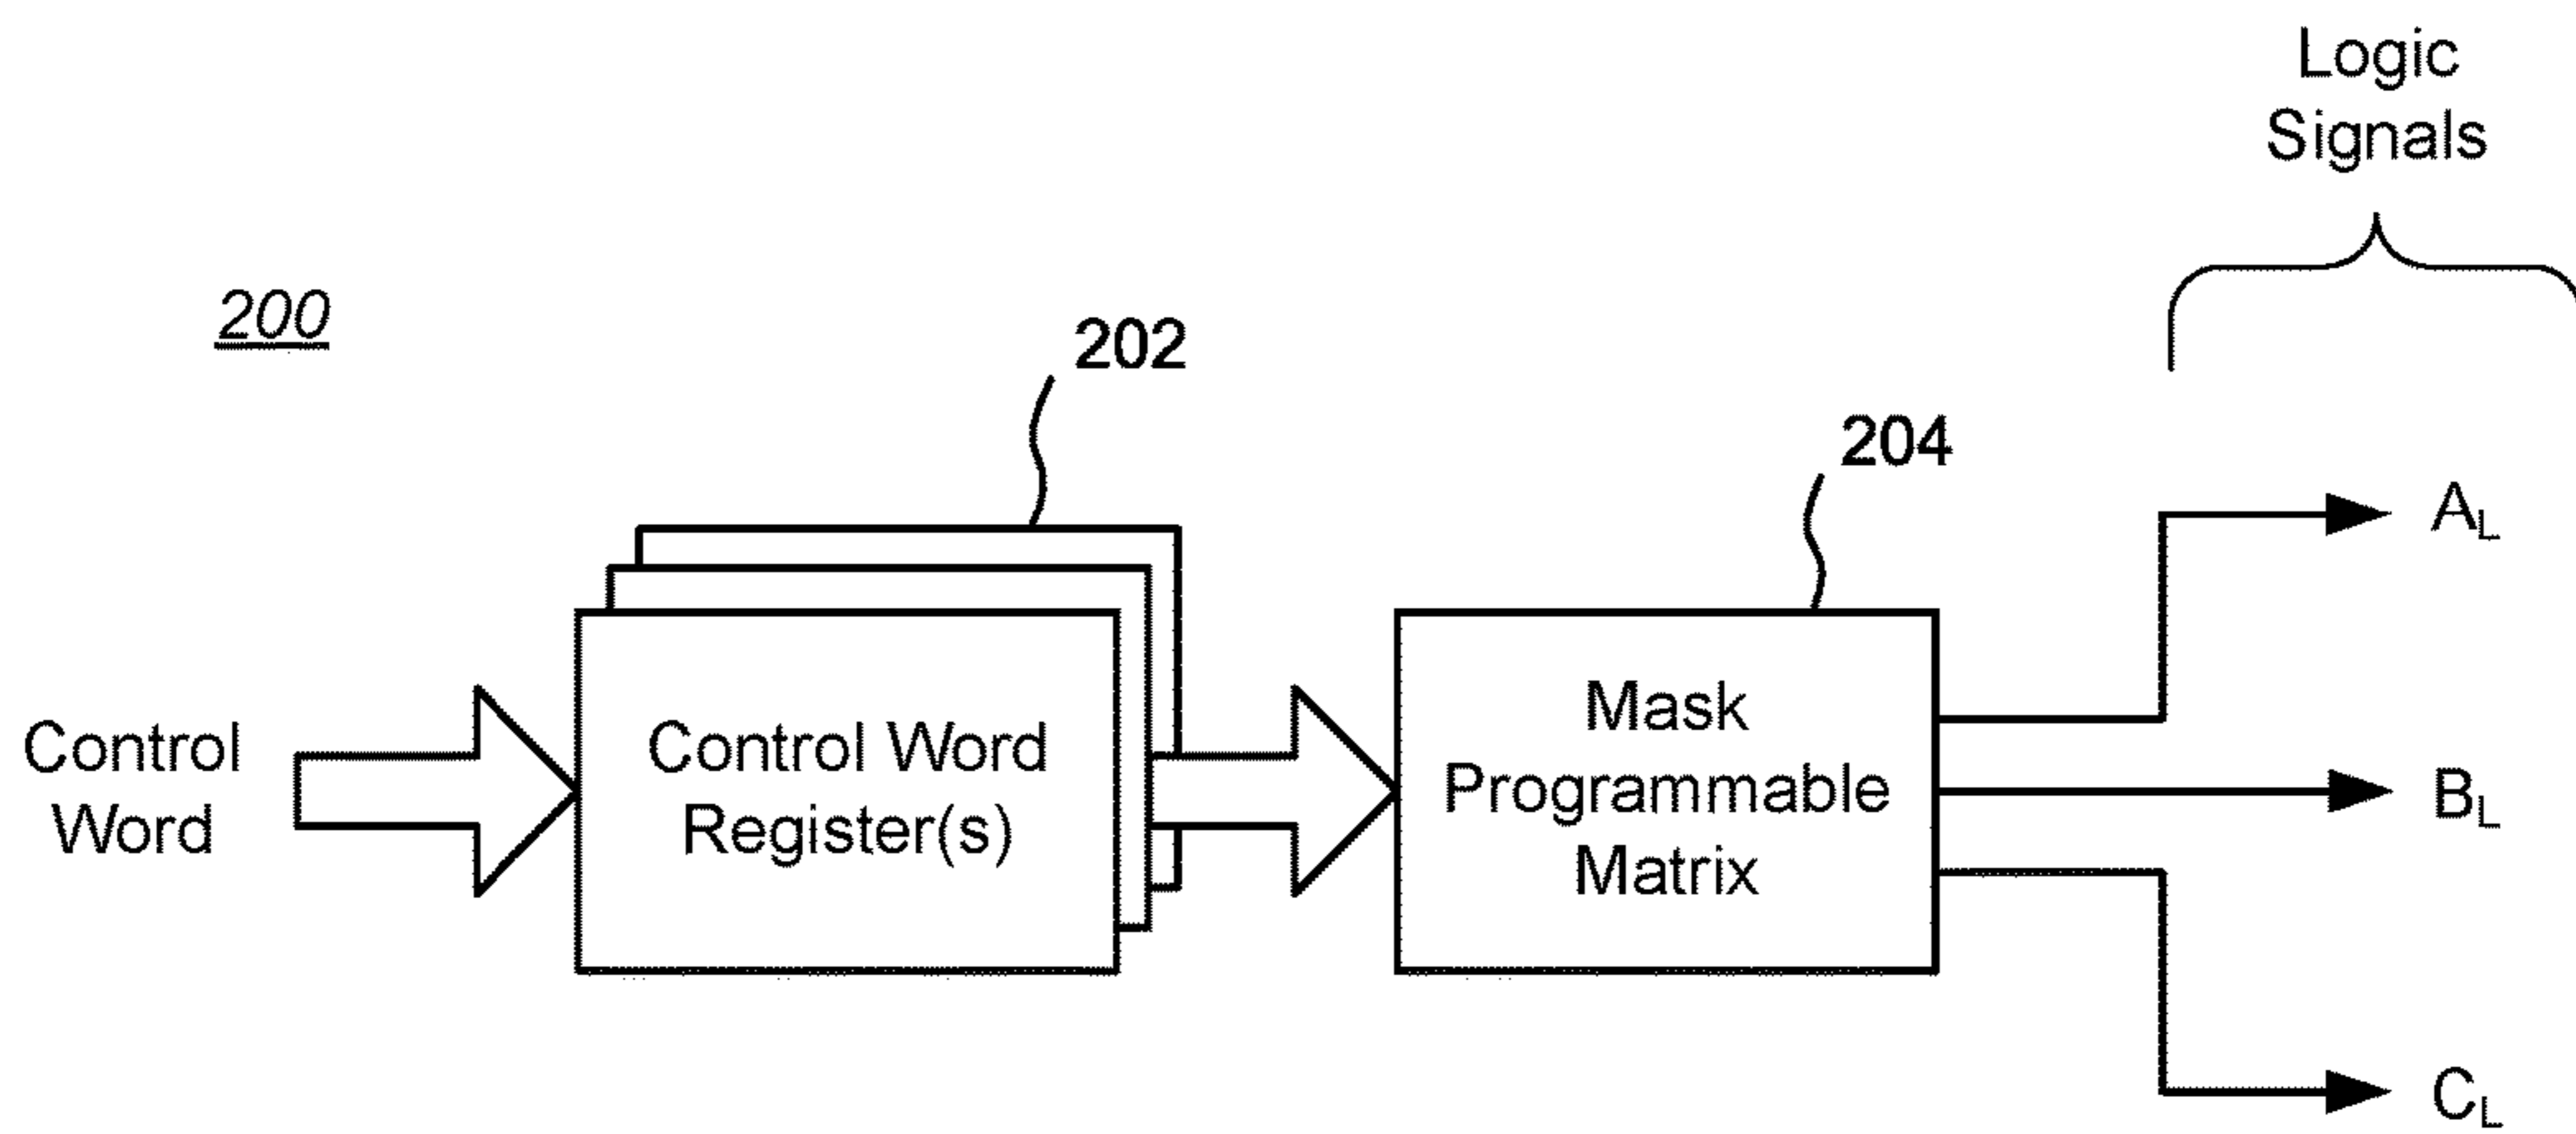 Logic
Signals
200
202
204
A_L
Control
Word
Control Word
Register(s)
Mask
Programmable
Matrix
B_L
C_L